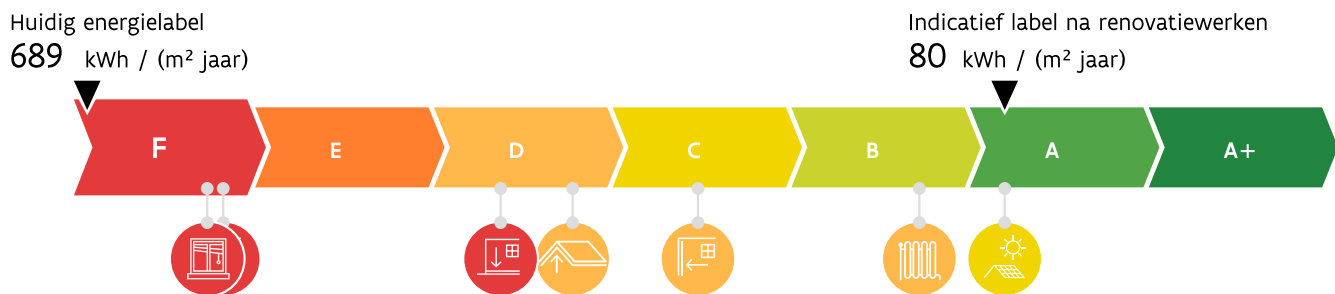 Huidig energielabel
689 kWh / (m² jaar)
Indicatief label na renovatiewerken
80 kWh / (m² jaar)
F E D C B A A+